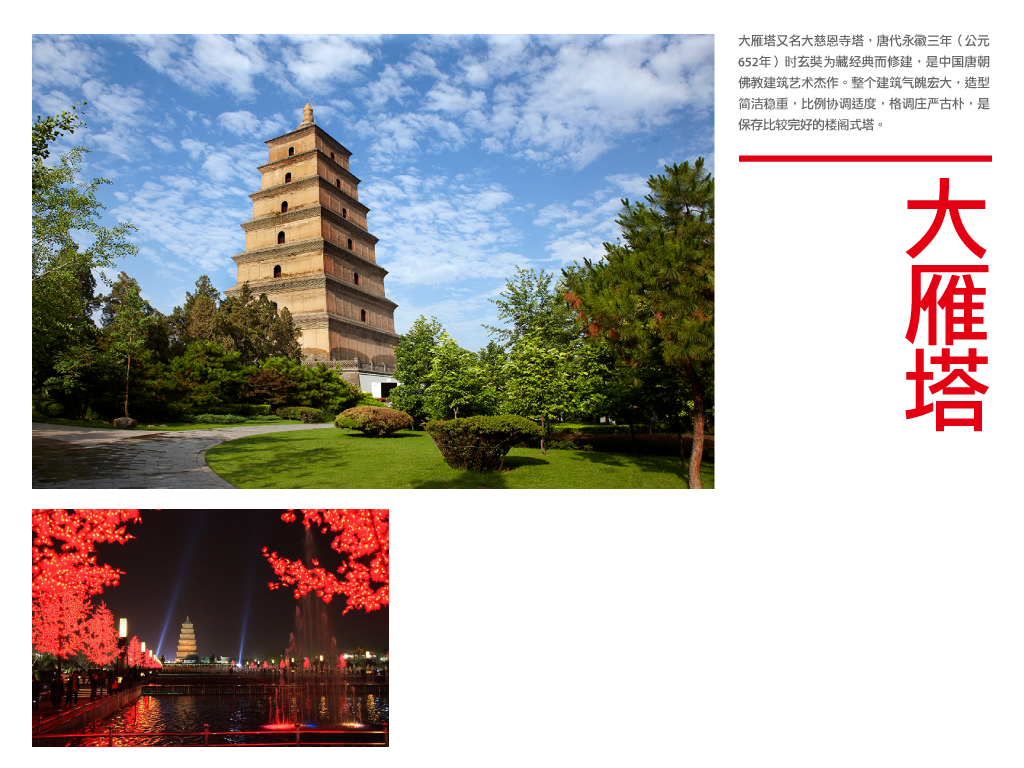 大雁塔又名大慈恩寺塔，唐代永徽三年（公元
652年）时玄奘为藏经典而修建，是中国唐朝
佛教建筑艺术杰作。整个建筑气魄宏大，造型
简洁稳重，比例协调适度，格调庄严古朴，是
保存比较完好的楼阁式塔。
大雁塔